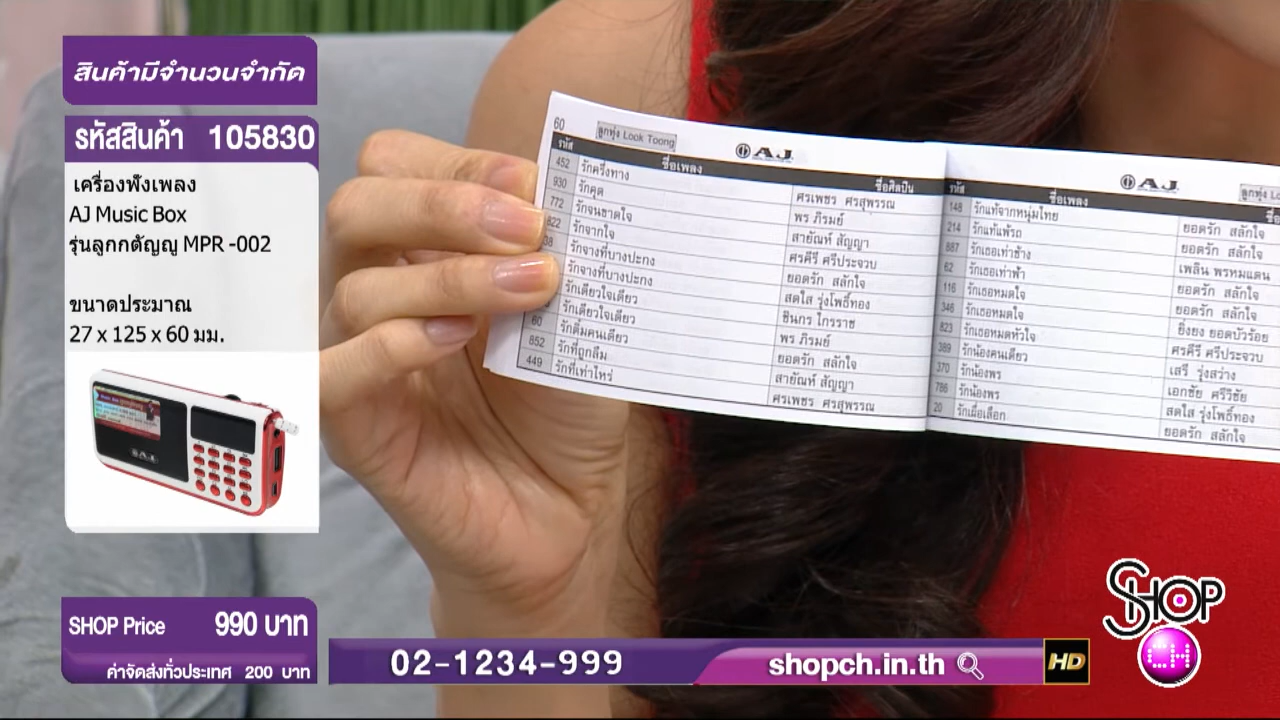 สินค้ามีจำนวนจำกัด
รหัสสินค้า 105830
เครื่องฟังเพลง
AJ Music Box
รุ่นลูกกตัญญู MPR -002
ขนาดประมาณ
27 x 125 x 60 มม.
AJ
SHOP Price 990 บาท
ค่าจัดส่งทั่วประเทศ 200 บาท
60 ลูกทุ่ง Look Toong AJ
รหัส ชื่อเพลง ชื่อศิลปิน
452 รักครึ่งทาง ศรเพชร ศรสุพรรณ
930 รักคุด พร ภิรมย์
772 รักจนขาดใจ สายัณห์ สัญญา
822 รักจากใจ ศรคีรี ศรีประจวบ
38 รักจางที่บางปะกง ยอดรัก สลักใจ
รักจางที่บางปะกง สดใส รุ่งโพธิ์ทอง
รักเดียวใจเดียว ชินกร ไกรราช
รักเดียวใจเดียว พร ภิรมย์
60 รักติ๋มคนเดียว ยอดรัก สลักใจ
852 รักที่ถูกลืม สายัณห์ สัญญา
449 รักที่เท่าไหร่ ศรเพชร ศรสุพรรณ
AJ ลูกทุ่ง
รหัส ชื่อเพลง
148 รักแท้จากหนุ่มไทย ยอดรัก สลักใจ
214 รักแท้แพ้รถ ยอดรัก สลักใจ
887 รักเธอเท่าช้าง เพลิน พรหมแดน
62 รักเธอเท่าฟ้า ยอดรัก สลักใจ
116 รักเธอหมดใจ ยอดรัก สลักใจ
346 รักเธอหมดใจ ยิ่งยง ยอดบัวร้อย
823 รักเธอหมดหัวใจ ศรคีรี ศรีประจวบ
389 รักน้องคนเดียว เสรี รุ่งสว่าง
370 รักน้องพร เอกชัย ศรีวิชัย
786 รักน้องพร สดใส รุ่งโพธิ์ทอง
20 รักเผื่อเลือก ยอดรัก สลักใจ
02-1234-999
shopch.in.th
HD
SHOP
CH